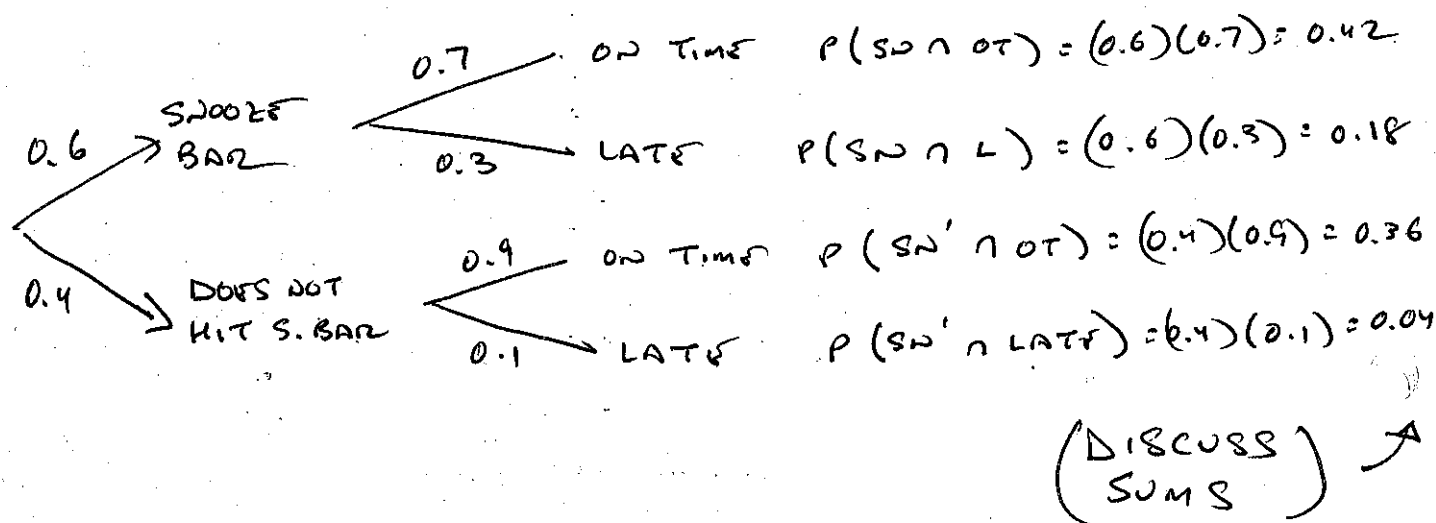 0.7 ON TIME P(SN ∩ OT) = (0.6)(0.7) = 0.42
0.6 SNOOZE
BAR
0.3 LATE P(SN ∩ L) = (0.6)(0.3) = 0.18
0.9 ON TIME P(SN' ∩ OT) = (0.4)(0.9) = 0.36
0.4 DOES NOT
HIT S. BAR
0.1 LATE P(SN' ∩ LATE) = (0.4)(0.1) = 0.04
(DISCUSS
SUMS)